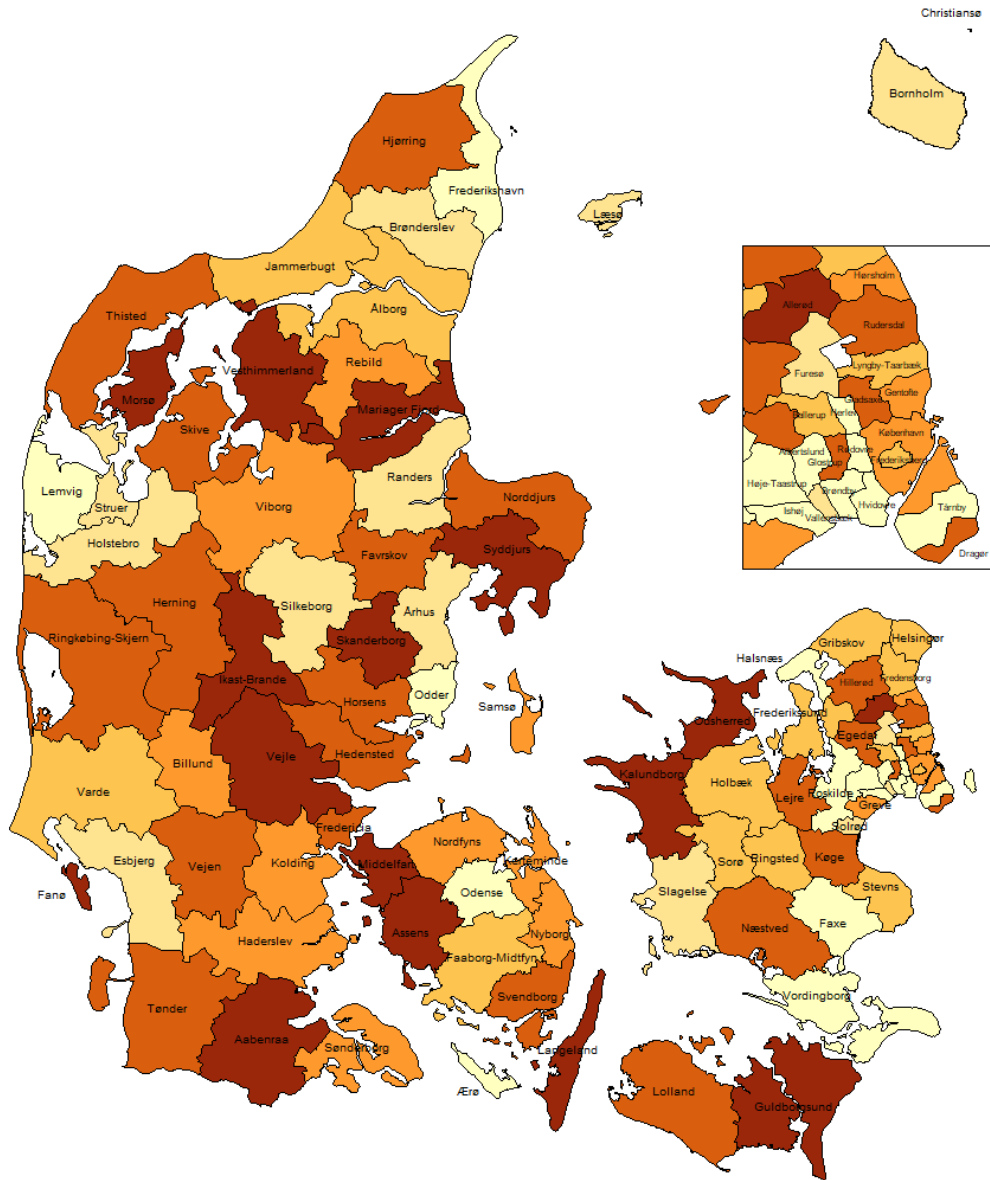 Christiansø
Bornholm
Hjørring
Frederikshavn
Læsø
Brønderslev
Jammerbugt
Ålborg
Thisted
Rebild
Vesthimmerland
Morsø
Mariager Fjord
Skive
Randers
Lemvig
Struer
Viborg
Norddjurs
Holstebro
Favrskov
Syddjurs
Herning
Silkeborg
Århus
Ringkøbing-Skjern
Skanderborg
Ikast-Brande
Odder
Horsens
Samsø
Billund
Vejle
Hedensted
Varde
Fredericia
Esbjerg
Vejen
Kolding
Nordfyns
Middelfart
Kerteminde
Fanø
Odense
Assens
Nyborg
Haderslev
Faaborg-Midtfyn
Tønder
Svendborg
Aabenraa
Sønderborg
Langeland
Ærø
Hørsholm
Allerød
Rudersdal
Furesø
Lyngby-Taarbæk
Gentofte
Gladsaxe
Ballerup
Herlev
København
Albertslund
Rødovre
Glostrup
Frederiksberg
Høje-Taastrup
Brøndby
Hvidovre
Ishøj
Vallensbæk
Tårnby
Dragør
Gribskov
Helsingør
Halsnæs
Hillerød
Fredensborg
Odsherred
Frederikssund
Egedal
Kalundborg
Holbæk
Lejre
Roskilde
Greve
Solrød
Sorø
Ringsted
Køge
Slagelse
Stevns
Næstved
Faxe
Vordingborg
Lolland
Guldborgsund